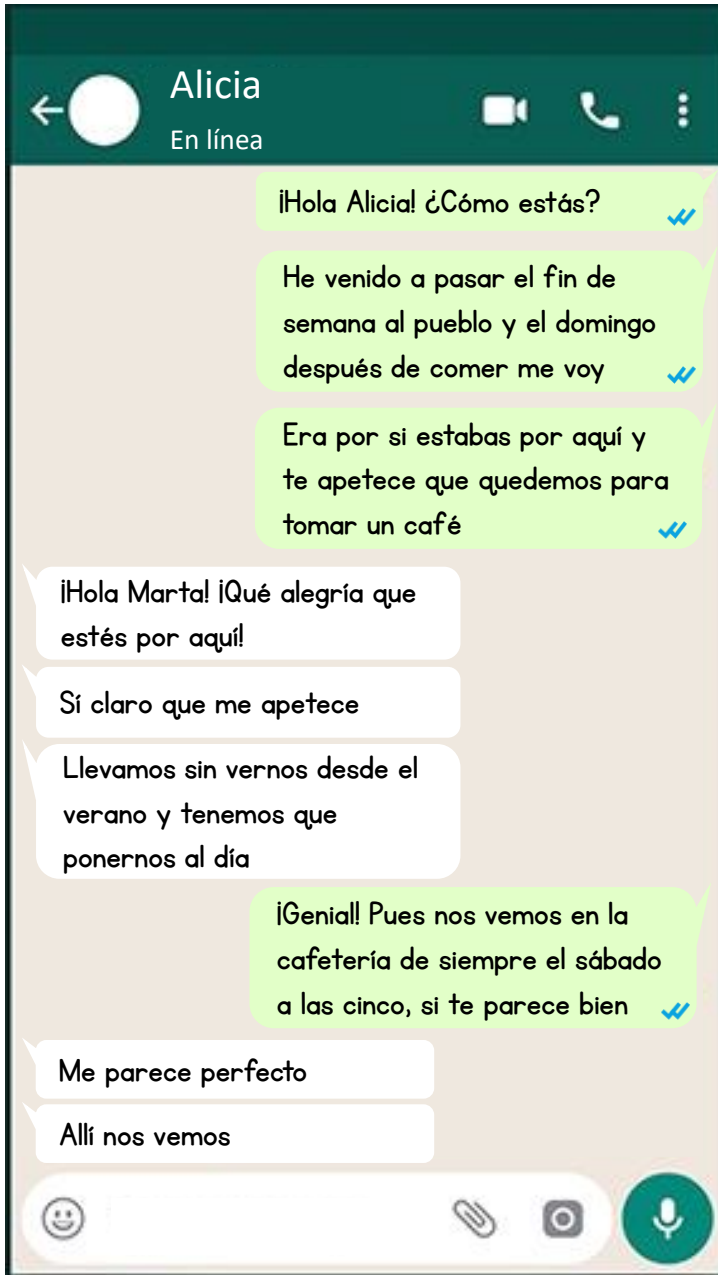 Alicia
En línea
¡Hola Alicia! ¿Cómo estás?
He venido a pasar el fin de
semana al pueblo y el domingo
después de comer me voy
Era por si estabas por aquí y
te apetece que quedemos para
tomar un café
¡Hola Marta! ¡Qué alegría que
estés por aquí!
Sí claro que me apetece
Llevamos sin vernos desde el
verano y tenemos que
ponernos al día
¡Genial! Pues nos vemos en la
cafetería de siempre el sábado
a las cinco, si te parece bien
Me parece perfecto
Allí nos vemos